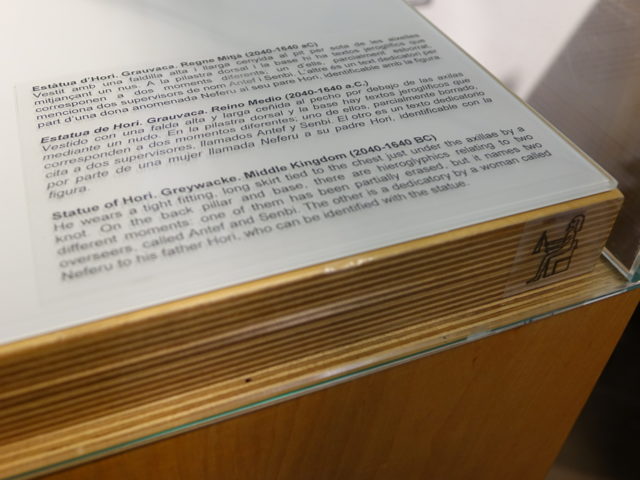 Estàtua d'Hori. Grauvaca. Regne Mitjà (2040-1640 aC)
Vestit amb una faldilla alta i llarga cenyida al pit per sota de les aixelles
mitjançant un nus. A la pilastra dorsal i la base hi ha textos jeroglífics que
corresponen a dos moments diferents, un d'ells, parcialment esborrat,
menciona dos supervisors de nom Antef i Senbi. L'altre és un text dedicatori per
part d'una dona anomenada Neferu al seu pare Hori, identificable amb la figura.
Estatua de Hori. Grauvaca. Reino Medio (2040-1640 a.C.)
Vestido con una falda alta y larga ceñida al pecho por debajo de las axilas
mediante un nudo. En la pilastra dorsal y la base hay textos jeroglíficos que
corresponden a dos momentos diferentes, uno de ellos, parcialmente borrado,
cita a dos supervisores, llamados Antef y Senbi. El otro es un texto dedicatorio
por parte de una mujer llamada Neferu a su padre Hori, identificable con la
figura.
Statue of Hori. Greywacke. Middle Kingdom (2040-1640 BC)
He wears a tight fitting, long skirt tied to the chest just under the axillas by a
knot. On the back pillar and base, there are hieroglyphics relating to two
different moments: one of them has been partially erased, but it names two
overseers, called Antef and Senbi. The other is a dedicatory by a woman called
Neferu to his father Hori, who can be identified with the statue.